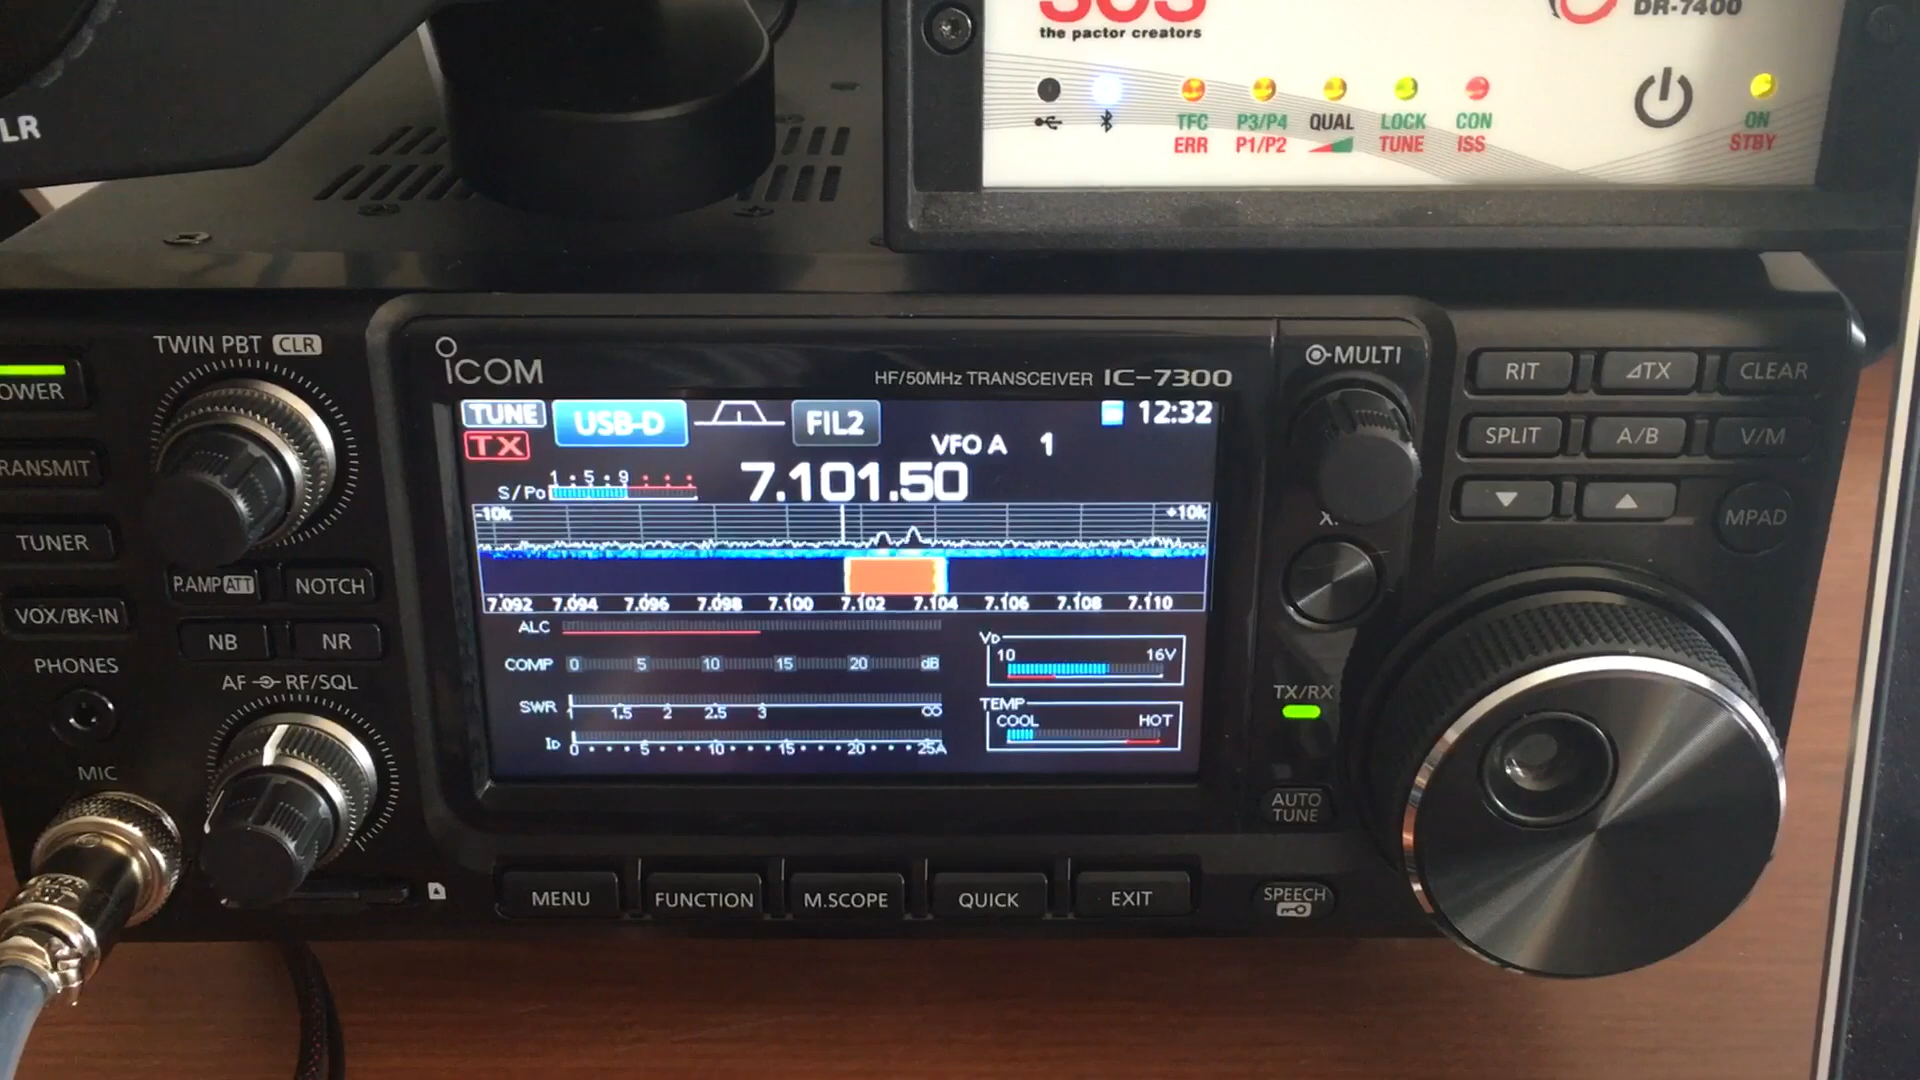 SCS
the pactor creators
DR-7400
TFC P3/P4 QUAL LOCK CON
ERR P1/P2 TUNE ISS
ON
STBY
LR
TWIN PBT CLR
OWER
RANSMIT
TUNER
VOX/BK-IN
P.AMP ATT NOTCH
NB NR
PHONES
AF RF/SQL
MIC
ICOM
HF/50MHz TRANSCEIVER IC-7300
TUNE USB-D FIL2 12:32
TX VFO A 1
7.101.50
S/Po 1 5 9
-10k +10k
7.092 7.094 7.096 7.098 7.100 7.102 7.104 7.106 7.108 7.110
ALC
COMP 0 5 10 15 20 dB
SWR 1 1.5 2 2.5 3 ∞
ID 0 5 10 15 20 25A
VD
10 16V
TEMP
COOL HOT
MENU FUNCTION M.SCOPE QUICK EXIT
MULTI
TX/RX
AUTO
TUNE
SPEECH
RIT ⊿TX CLEAR
SPLIT A/B V/M
▼ ▲ MPAD